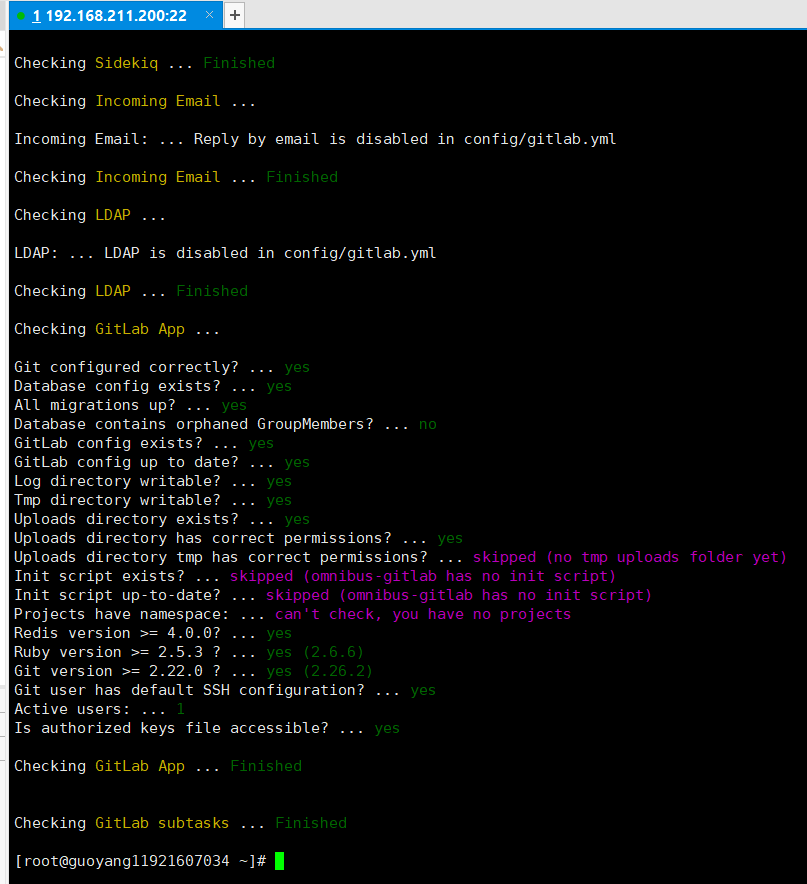 1 192.168.211.200:22 × +
Checking Sidekiq ... Finished
Checking Incoming Email ...
Incoming Email: ... Reply by email is disabled in config/gitlab.yml
Checking Incoming Email ... Finished
Checking LDAP ...
LDAP: ... LDAP is disabled in config/gitlab.yml
Checking LDAP ... Finished
Checking GitLab App ...
Git configured correctly? ... yes
Database config exists? ... yes
All migrations up? ... yes
Database contains orphaned GroupMembers? ... no
GitLab config exists? ... yes
GitLab config up to date? ... yes
Log directory writable? ... yes
Tmp directory writable? ... yes
Uploads directory exists? ... yes
Uploads directory has correct permissions? ... yes
Uploads directory tmp has correct permissions? ... skipped (no tmp uploads folder yet)
Init script exists? ... skipped (omnibus-gitlab has no init script)
Init script up-to-date? ... skipped (omnibus-gitlab has no init script)
Projects have namespace: ... can't check, you have no projects
Redis version >= 4.0.0? ... yes
Ruby version >= 2.5.3 ? ... yes (2.6.6)
Git version >= 2.22.0 ? ... yes (2.26.2)
Git user has default SSH configuration? ... yes
Active users: ... 1
Is authorized keys file accessible? ... yes
Checking GitLab App ... Finished
Checking GitLab subtasks ... Finished
[root@guoyang11921607034 ~]#